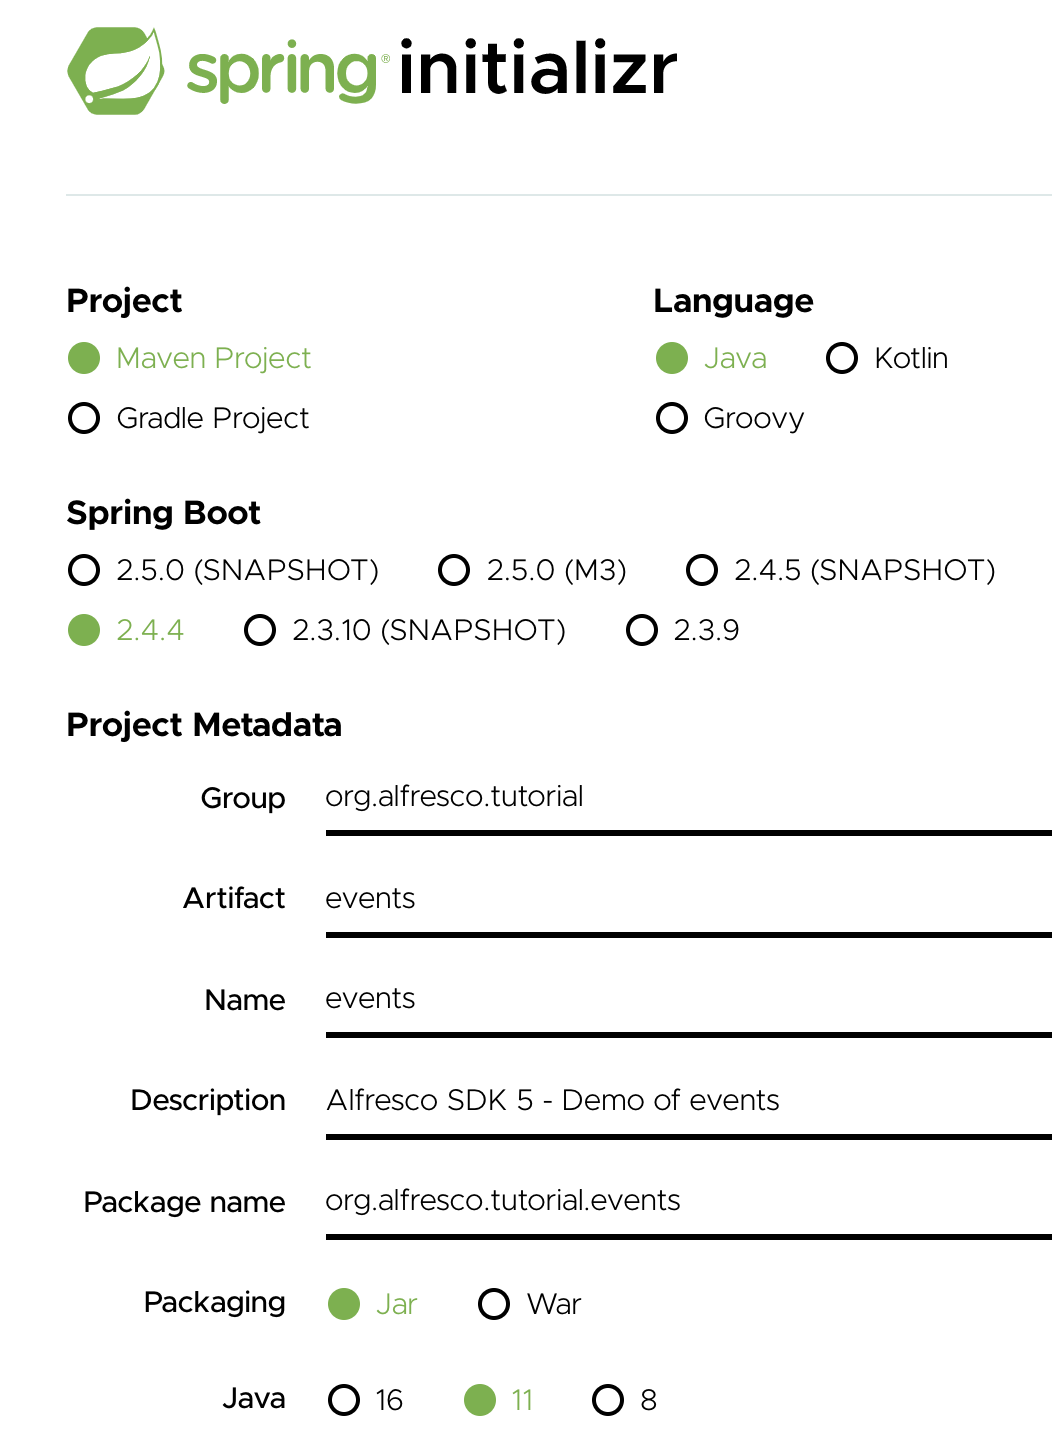 spring® initializr
Project
Language
Maven Project
Java Kotlin
Gradle Project
Groovy
Spring Boot
2.5.0 (SNAPSHOT) 2.5.0 (M3) 2.4.5 (SNAPSHOT)
2.4.4 2.3.10 (SNAPSHOT) 2.3.9
Project Metadata
Group org.alfresco.tutorial
Artifact events
Name events
Description Alfresco SDK 5 - Demo of events
Package name org.alfresco.tutorial.events
Packaging Jar War
Java 16 11 8